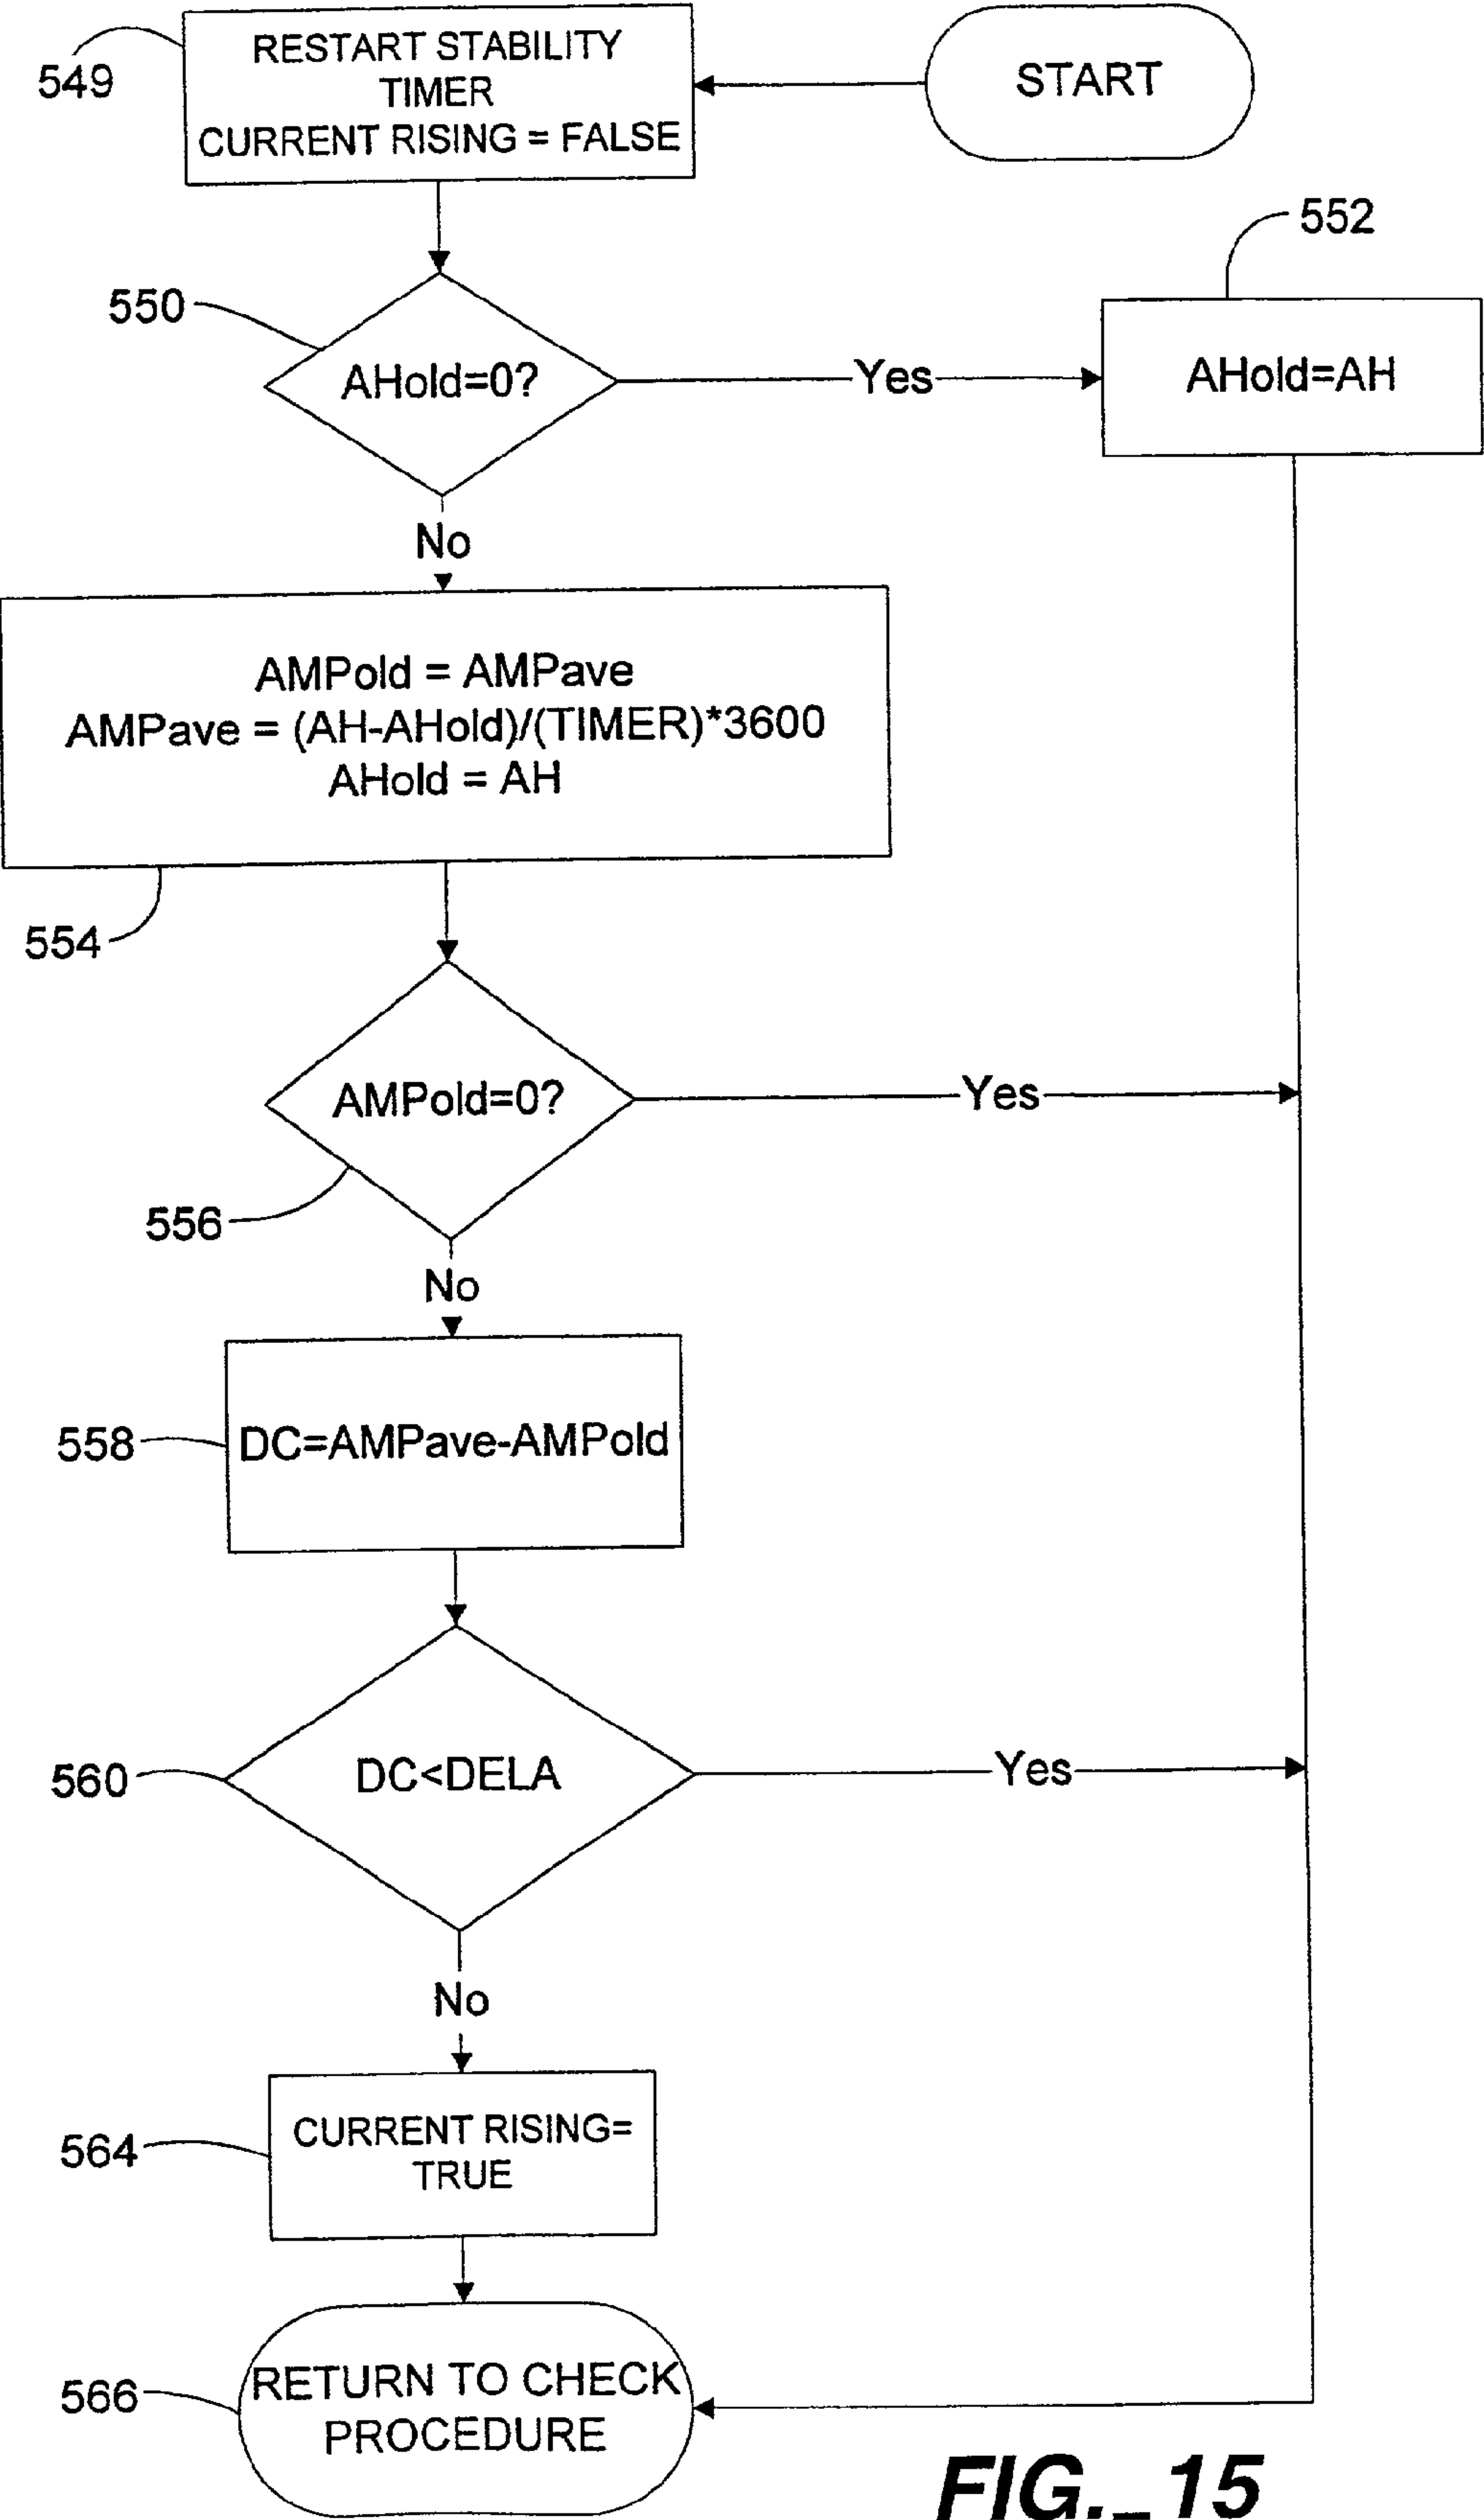 RESTART STABILITY
TIMER
CURRENT RISING = FALSE
START
549
552
550
AHold=0?
Yes
AHold=AH
No
AMPold = AMPave
AMPave = (AH-AHold)/(TIMER)*3600
AHold = AH
554
AMPold=0?
Yes
556
No
558
DC=AMPave-AMPold
560
DC<DELA
Yes
No
564
CURRENT RISING=
TRUE
566
RETURN TO CHECK
PROCEDURE
FIG._15